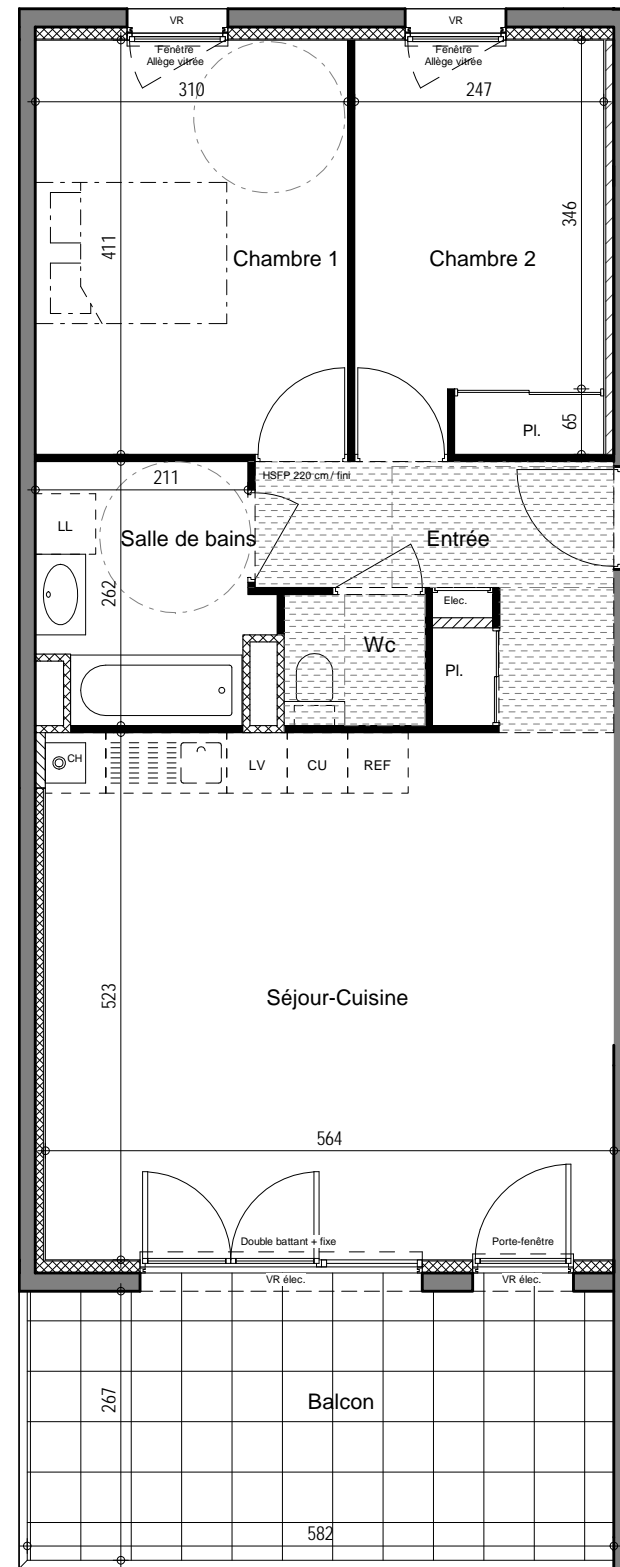 VR
VR
Fenêtre
Allège vitrée
Fenêtre
Allège vitrée
310
247
346
411
Chambre 1
Chambre 2
65
Pl.
HSFP 220 cm / fini
211
LL
Salle de bains
Entrée
262
Elec.
Wc
Pl.
CH
LV
CU
REF
523
Séjour-Cuisine
564
Double battant + fixe
Porte-fenêtre
VR élec.
VR élec.
267
Balcon
582